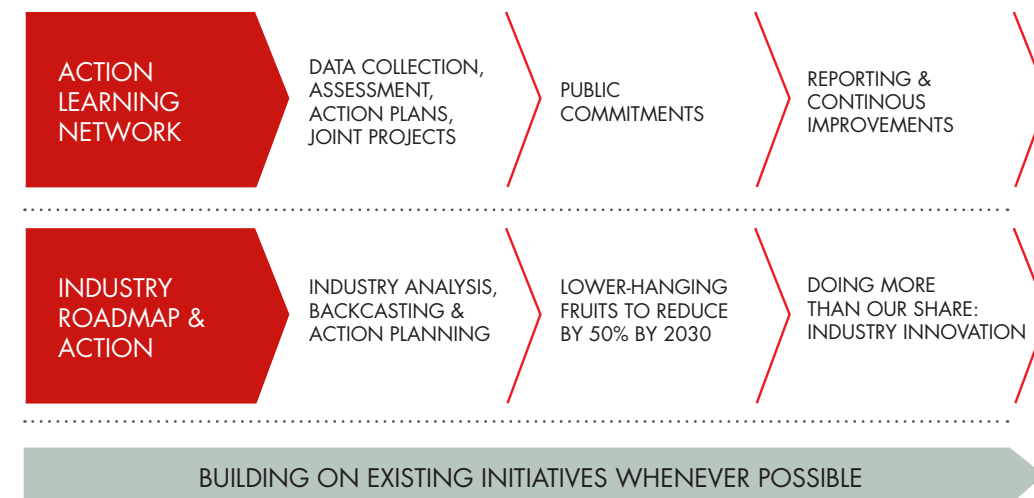 ACTION
LEARNING
NETWORK
DATA COLLECTION,
ASSESSMENT,
ACTION PLANS,
JOINT PROJECTS
PUBLIC
COMMITMENTS
REPORTING &
CONTINOUS
IMPROVEMENTS
INDUSTRY
ROADMAP &
ACTION
INDUSTRY ANALYSIS,
BACKCASTING &
ACTION PLANNING
LOWER-HANGING
FRUITS TO REDUCE
BY 50% BY 2030
DOING MORE
THAN OUR SHARE:
INDUSTRY INNOVATION
BUILDING ON EXISTING INITIATIVES WHENEVER POSSIBLE